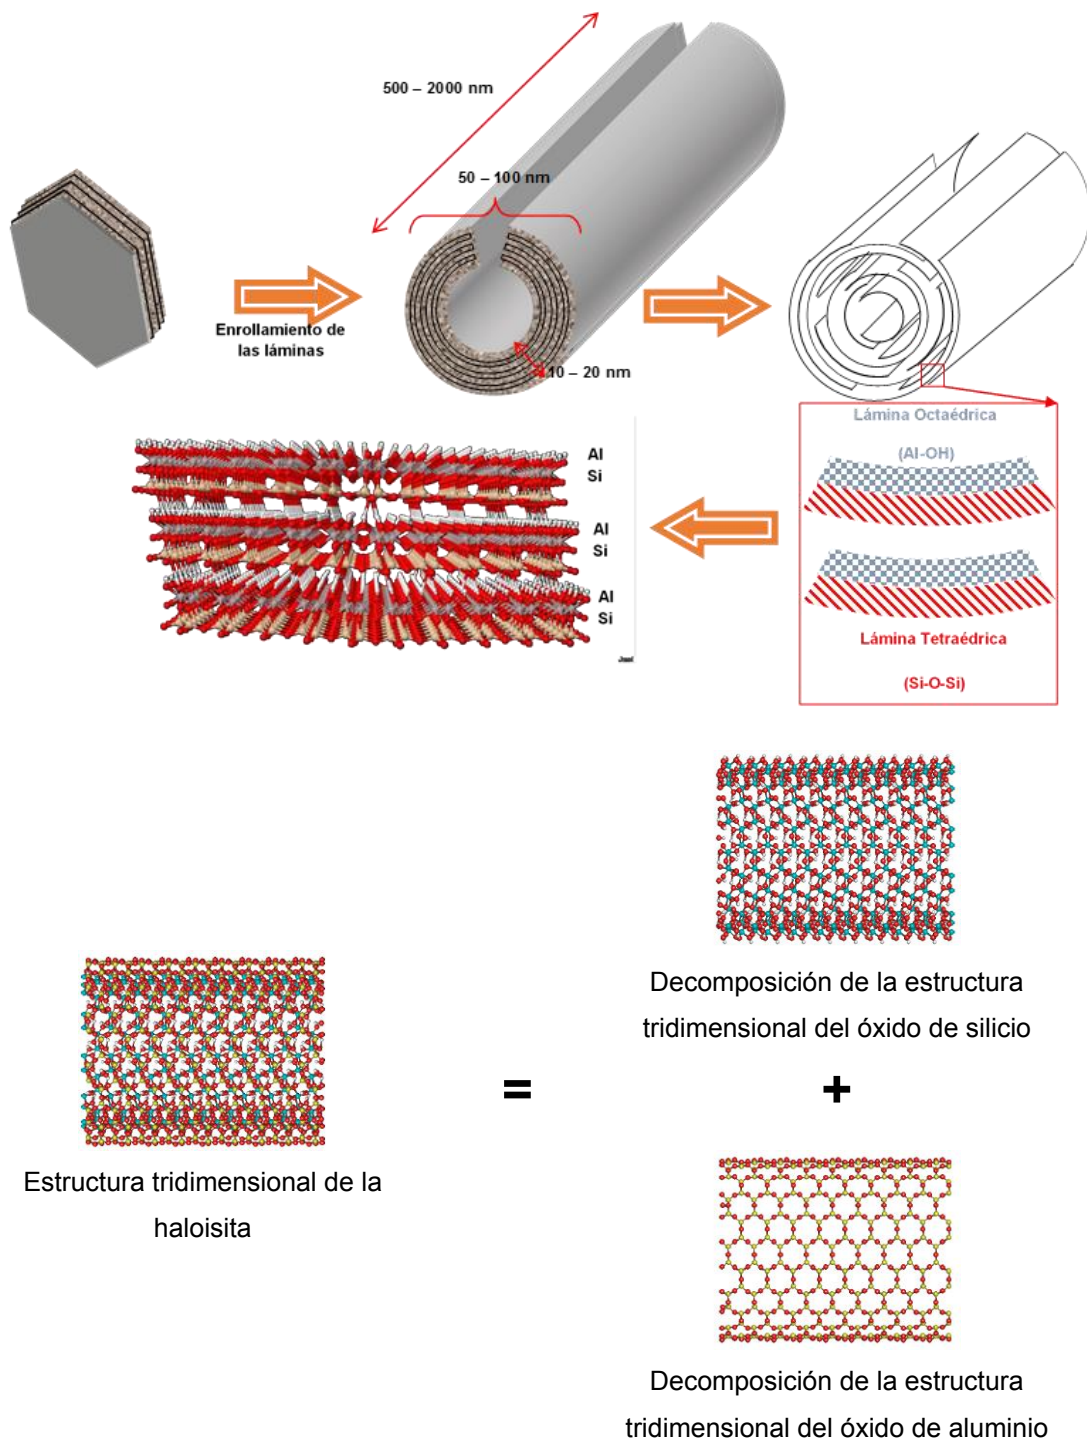 500 – 2000 nm
50 – 100 nm
Enrollamiento de
las láminas
10 – 20 nm
Lámina Octaédrica
(Al-OH)
Al
Si
Al
Si
Al
Si
Lámina Tetraédrica
(Si-O-Si)
Jmol
Decomposición de la estructura
tridimensional del óxido de silicio
=
+
Estructura tridimensional de la
haloisita
Decomposición de la estructura
tridimensional del óxido de aluminio